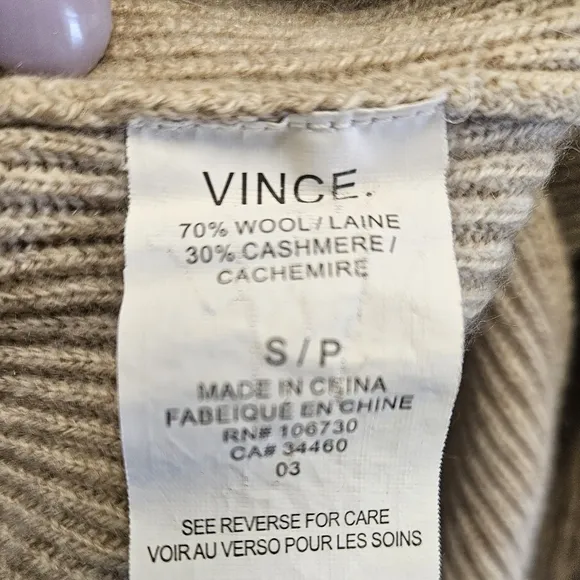 VINCE.
70% WOOL/LAINE
30% CASHMERE/
CACHEMIRE
S/P
MADE IN CEINA
FABEIQUÉ EN CHINE
RN# 106730
CA# 34460
03
SEE REVERSE FOR CARE
VOIR AU VERSO POUR LES SOINS